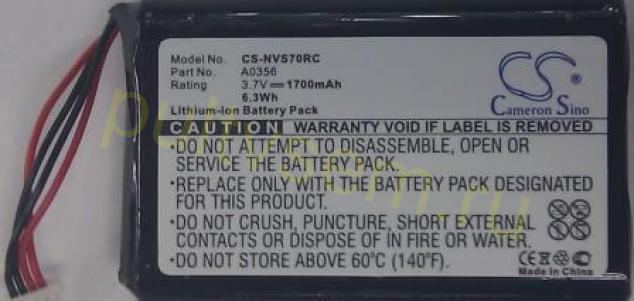 Model No. CS-NVS70RC
Part No. A0356
Rating 3.7V 1700mAh
6.3Wh
Lithium-Ion Battery Pack
Cameron Sino
CAUTION WARRANTY VOID IF LABEL IS REMOVED
•DO NOT ATTEMPT TO DISASSEMBLE, OPEN OR
SERVICE THE BATTERY PACK.
•REPLACE ONLY WITH THE BATTERY PACK DESIGNATED
FOR THIS PRODUCT.
•DO NOT CRUSH, PUNCTURE, SHORT EXTERNAL
CONTACTS OR DISPOSE OF IN FIRE OR WATER.
•DO NOT STORE ABOVE 60°C (140°F)
CE
Made In China